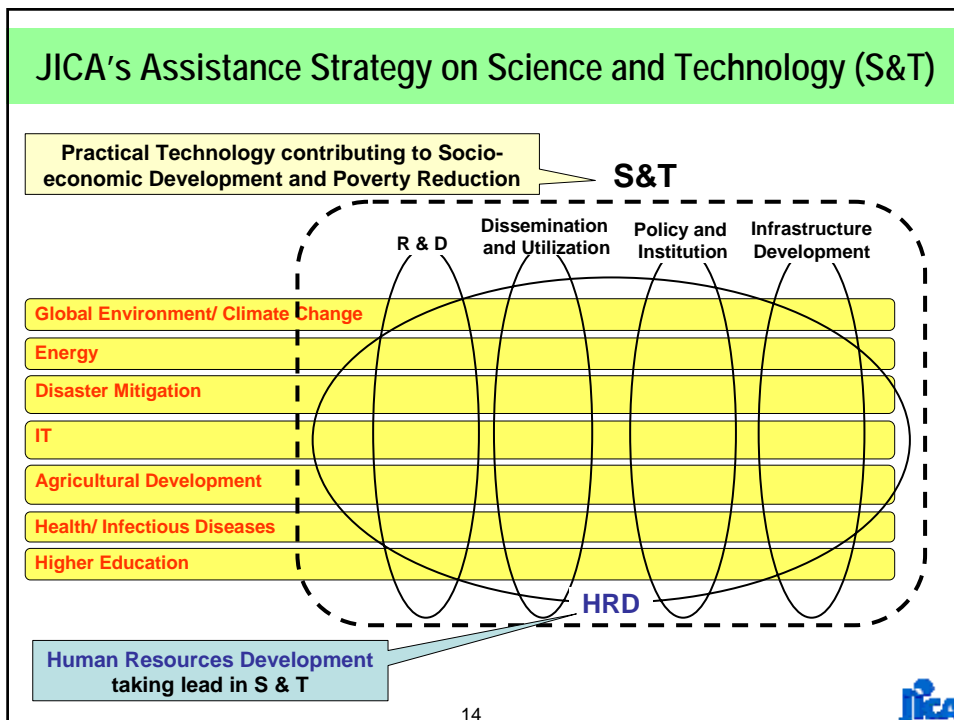 JICA's Assistance Strategy on Science and Technology (S&T)
Practical Technology contributing to Socio-
economic Development and Poverty Reduction
S&T
R & D
Dissemination
and Utilization
Policy and
Institution
Infrastructure
Development
Global Environment/ Climate Change
Energy
Disaster Mitigation
IT
Agricultural Development
Health/ Infectious Diseases
Higher Education
HRD
Human Resources Development
taking lead in S & T
14
JICA